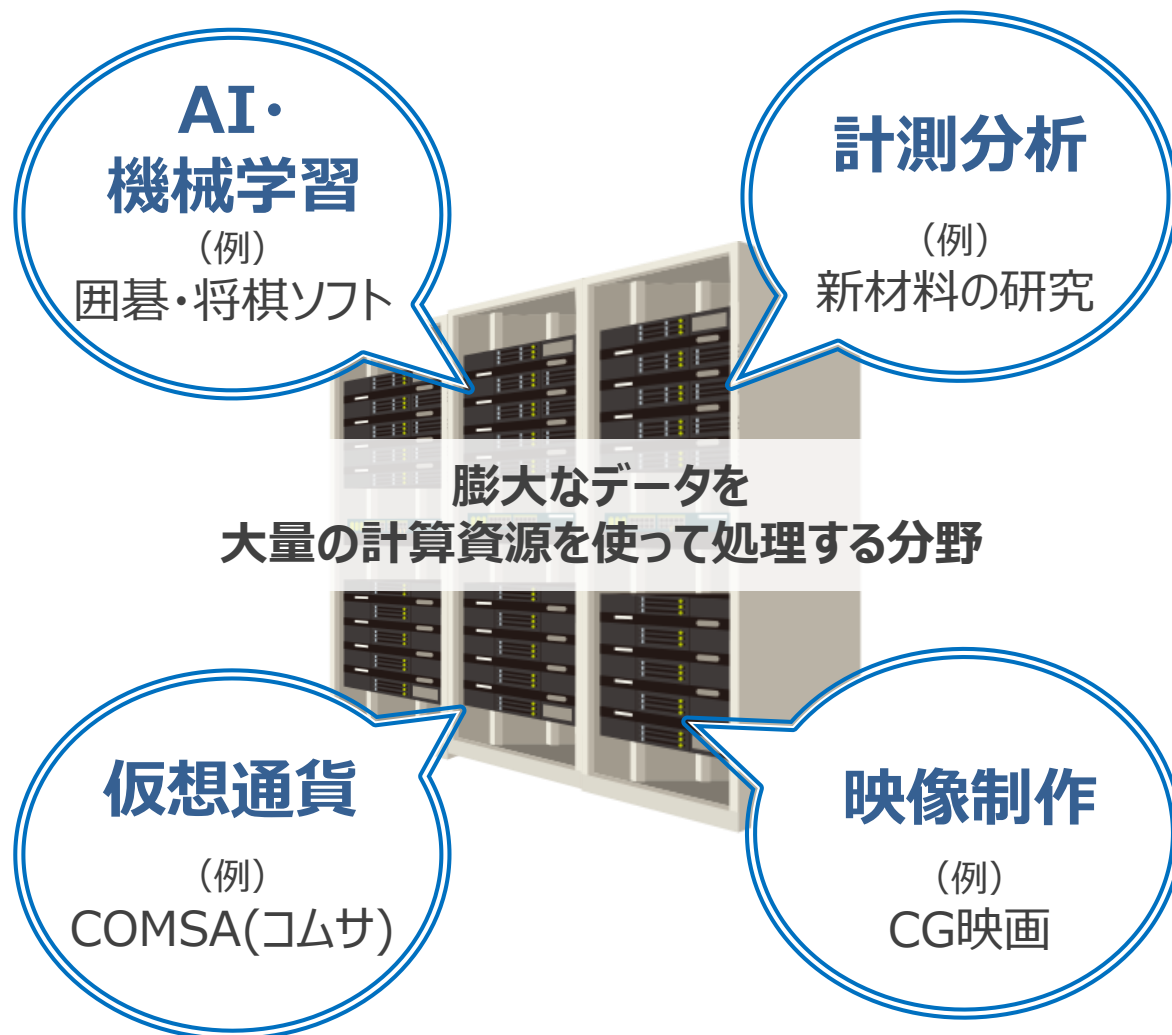 AI・
機械学習
（例）
囲碁・将棋ソフト
計測分析
（例）
新材料の研究
膨大なデータを
大量の計算資源を使って処理する分野
仮想通貨
（例）
COMSA(コムサ)
映像制作
（例）
CG映画